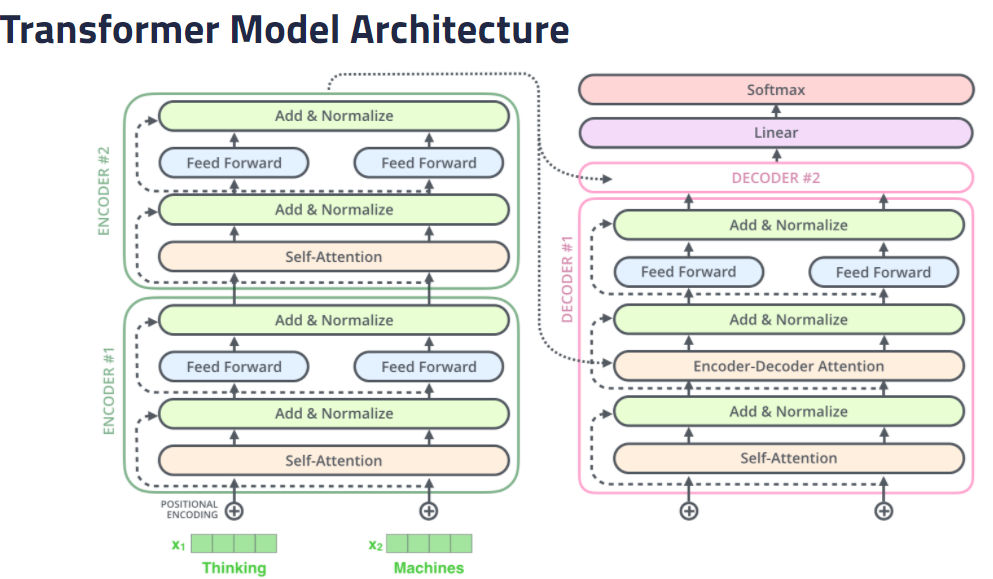 Transformer Model Architecture
ENCODER #2
Add & Normalize
Feed Forward Feed Forward
Add & Normalize
Self-Attention
ENCODER #1
Add & Normalize
Feed Forward Feed Forward
Add & Normalize
Self-Attention
POSITIONAL
ENCODING
x₁ x₂
Thinking Machines
Softmax
Linear
DECODER #2
DECODER #1
Add & Normalize
Feed Forward Feed Forward
Add & Normalize
Encoder-Decoder Attention
Add & Normalize
Self-Attention